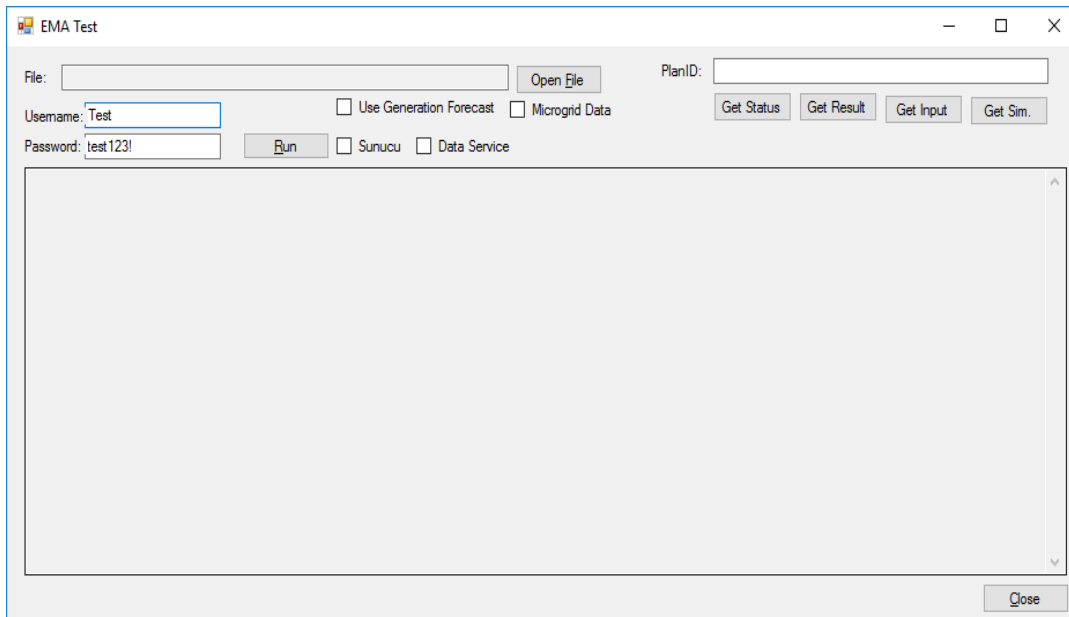 EMA Test
File: Open File PlanID:
Use Generation Forecast Microgrid Data Get Status Get Result Get Input Get Sim.
Username: Test
Password: test123! Run Sunucu Data Service
Close